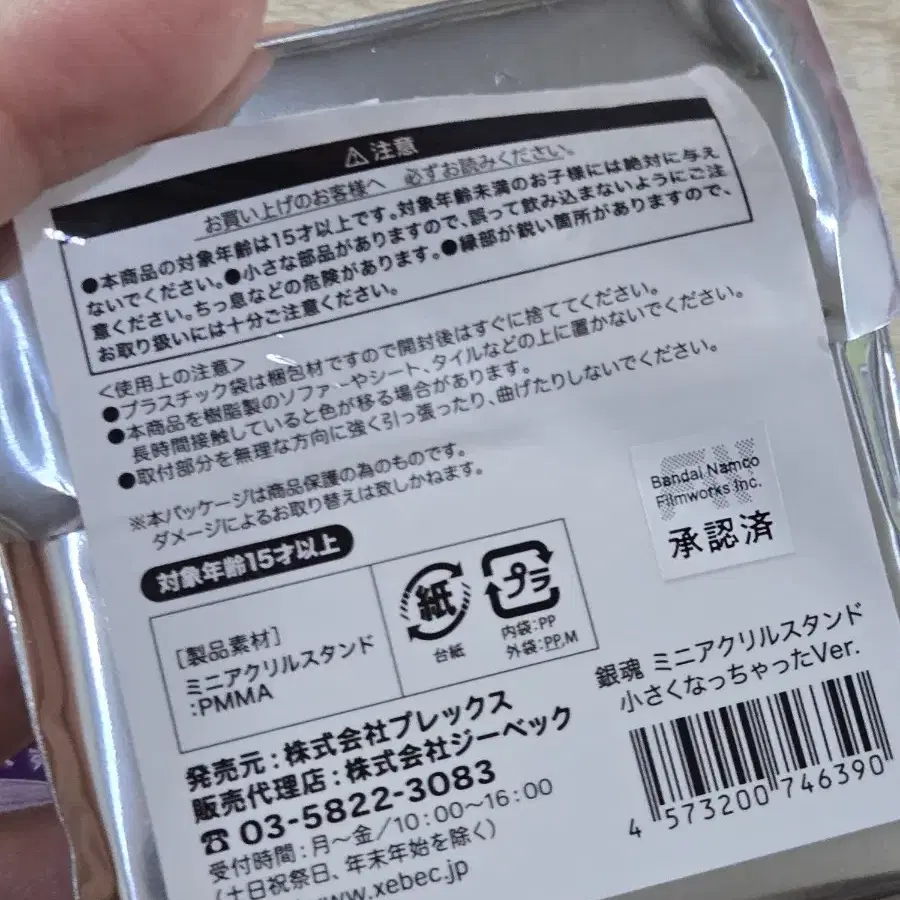 ⚠注意
お買い上げのお客様へ 必ずお読みください。
●本商品の対象年齢は15才以上です。対象年齢未満のお子様には絶対に与え
ないでください。●小さな部品がありますので、誤って飲み込まないようにご注
意ください。ちっ息などの危険があります。●縁部が鋭い箇所がありますので、
お取り扱いには十分ご注意ください。
<使用上の注意>
●プラスチック袋は梱包材ですので開封後はすぐに捨ててください。
●本商品を樹脂製のソファーやシート、タイルなどの上に置かないでください。
長時間接触していると色が移る場合があります。
●取付部分を無理な方向に強く引っ張ったり、曲げたりしないでください。
※本パッケージは商品保護の為のものです。
ダメージによるお取り替えは致しかねます。
Bandai Namco
Filmworks Inc.
承認済
対象年齢15才以上
[製品素材]
ミニアクリルスタンド
:PMMA
紙
台紙
プラ
内袋:PP
外袋:PP,M
銀魂 ミニアクリルスタンド
小さくなっちゃったVer.
4 573200 746390
発売元:株式会社プレックス
販売代理店:株式会社ジーベック
☎03-5822-3083
受付時間:月〜金/10:00〜16:00
(土日祝祭日、年末年始を除く)
www.xebec.jp